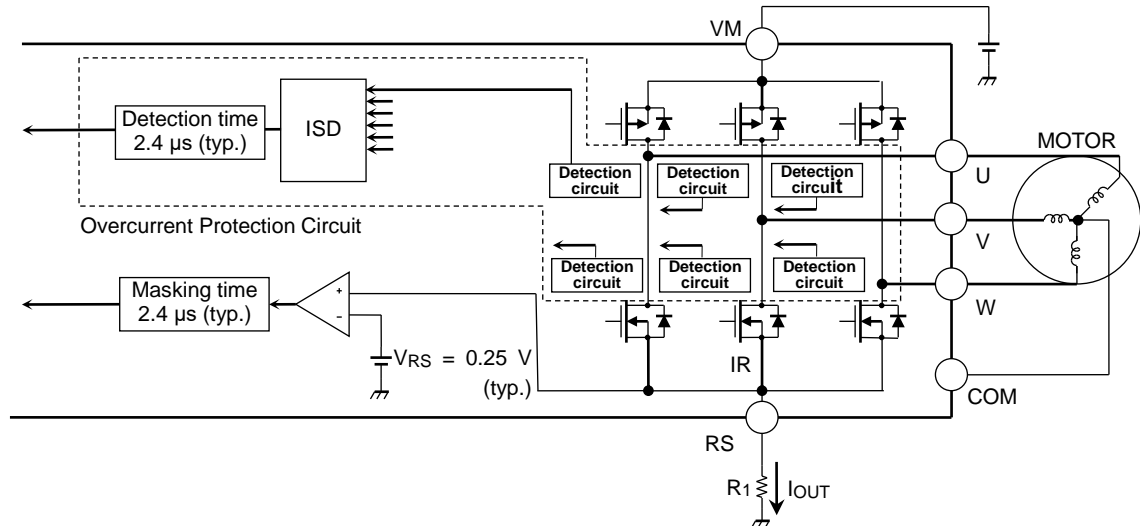 VM
Detection time
2.4 µs (typ.)
ISD
MOTOR
Detection
circuit
Detection
circuit
Detection
circuit
U
Overcurrent Protection Circuit
V
Detection
circuit
Detection
circuit
Detection
circuit
Masking time
2.4 µs (typ.)
+
−
W
VRS = 0.25 V
(typ.)
IR
COM
RS
R1
IOUT